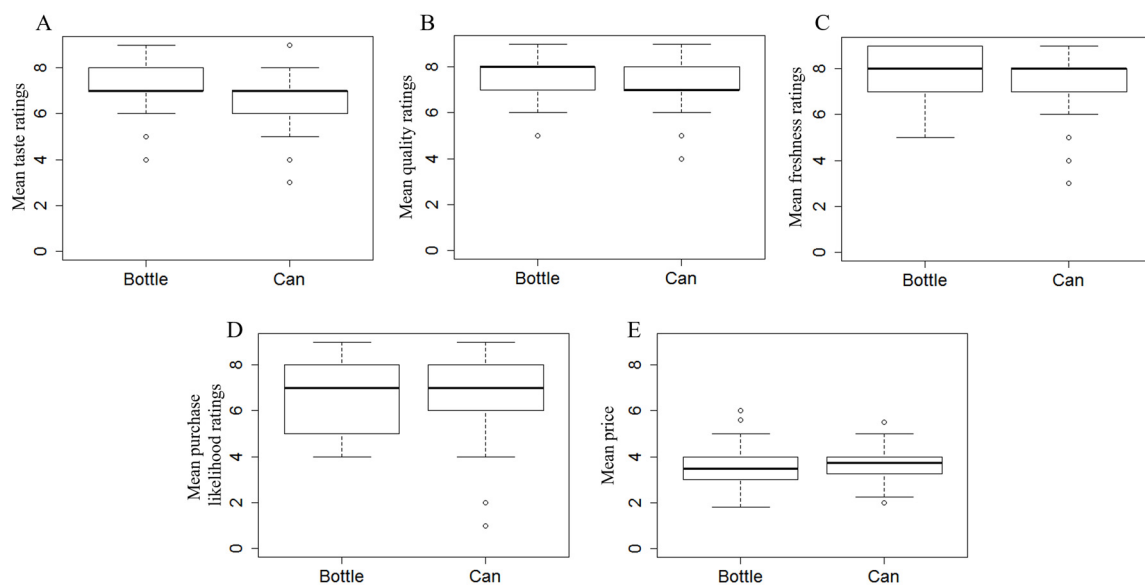 A
Mean taste ratings
0 2 4 6 8
Bottle Can
B
Mean quality ratings
0 2 4 6 8
Bottle Can
C
Mean freshness ratings
0 2 4 6 8
Bottle Can
D
Mean purchase
likelihood ratings
0 2 4 6 8
Bottle Can
E
Mean price
0 2 4 6 8
Bottle Can